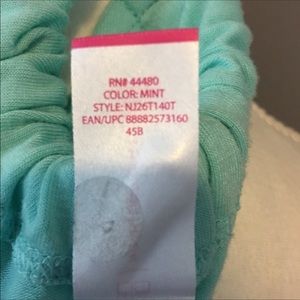 RN# 44480
COLOR: MINT
STYLE: NJ26T140T
EAN/UPC 88882573160
45B